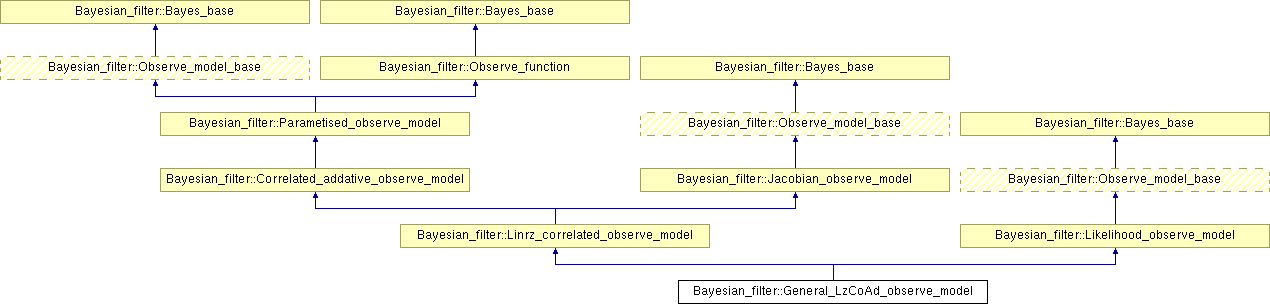 Bayesian_filter::Bayes_base
Bayesian_filter::Bayes_base
Bayesian_filter::Observe_model_base
Bayesian_filter::Observe_function
Bayesian_filter::Bayes_base
Bayesian_filter::Parametised_observe_model
Bayesian_filter::Observe_model_base
Bayesian_filter::Bayes_base
Bayesian_filter::Correlated_addative_observe_model
Bayesian_filter::Jacobian_observe_model
Bayesian_filter::Observe_model_base
Bayesian_filter::Linrz_correlated_observe_model
Bayesian_filter::Likelihood_observe_model
Bayesian_filter::General_LzCoAd_observe_model